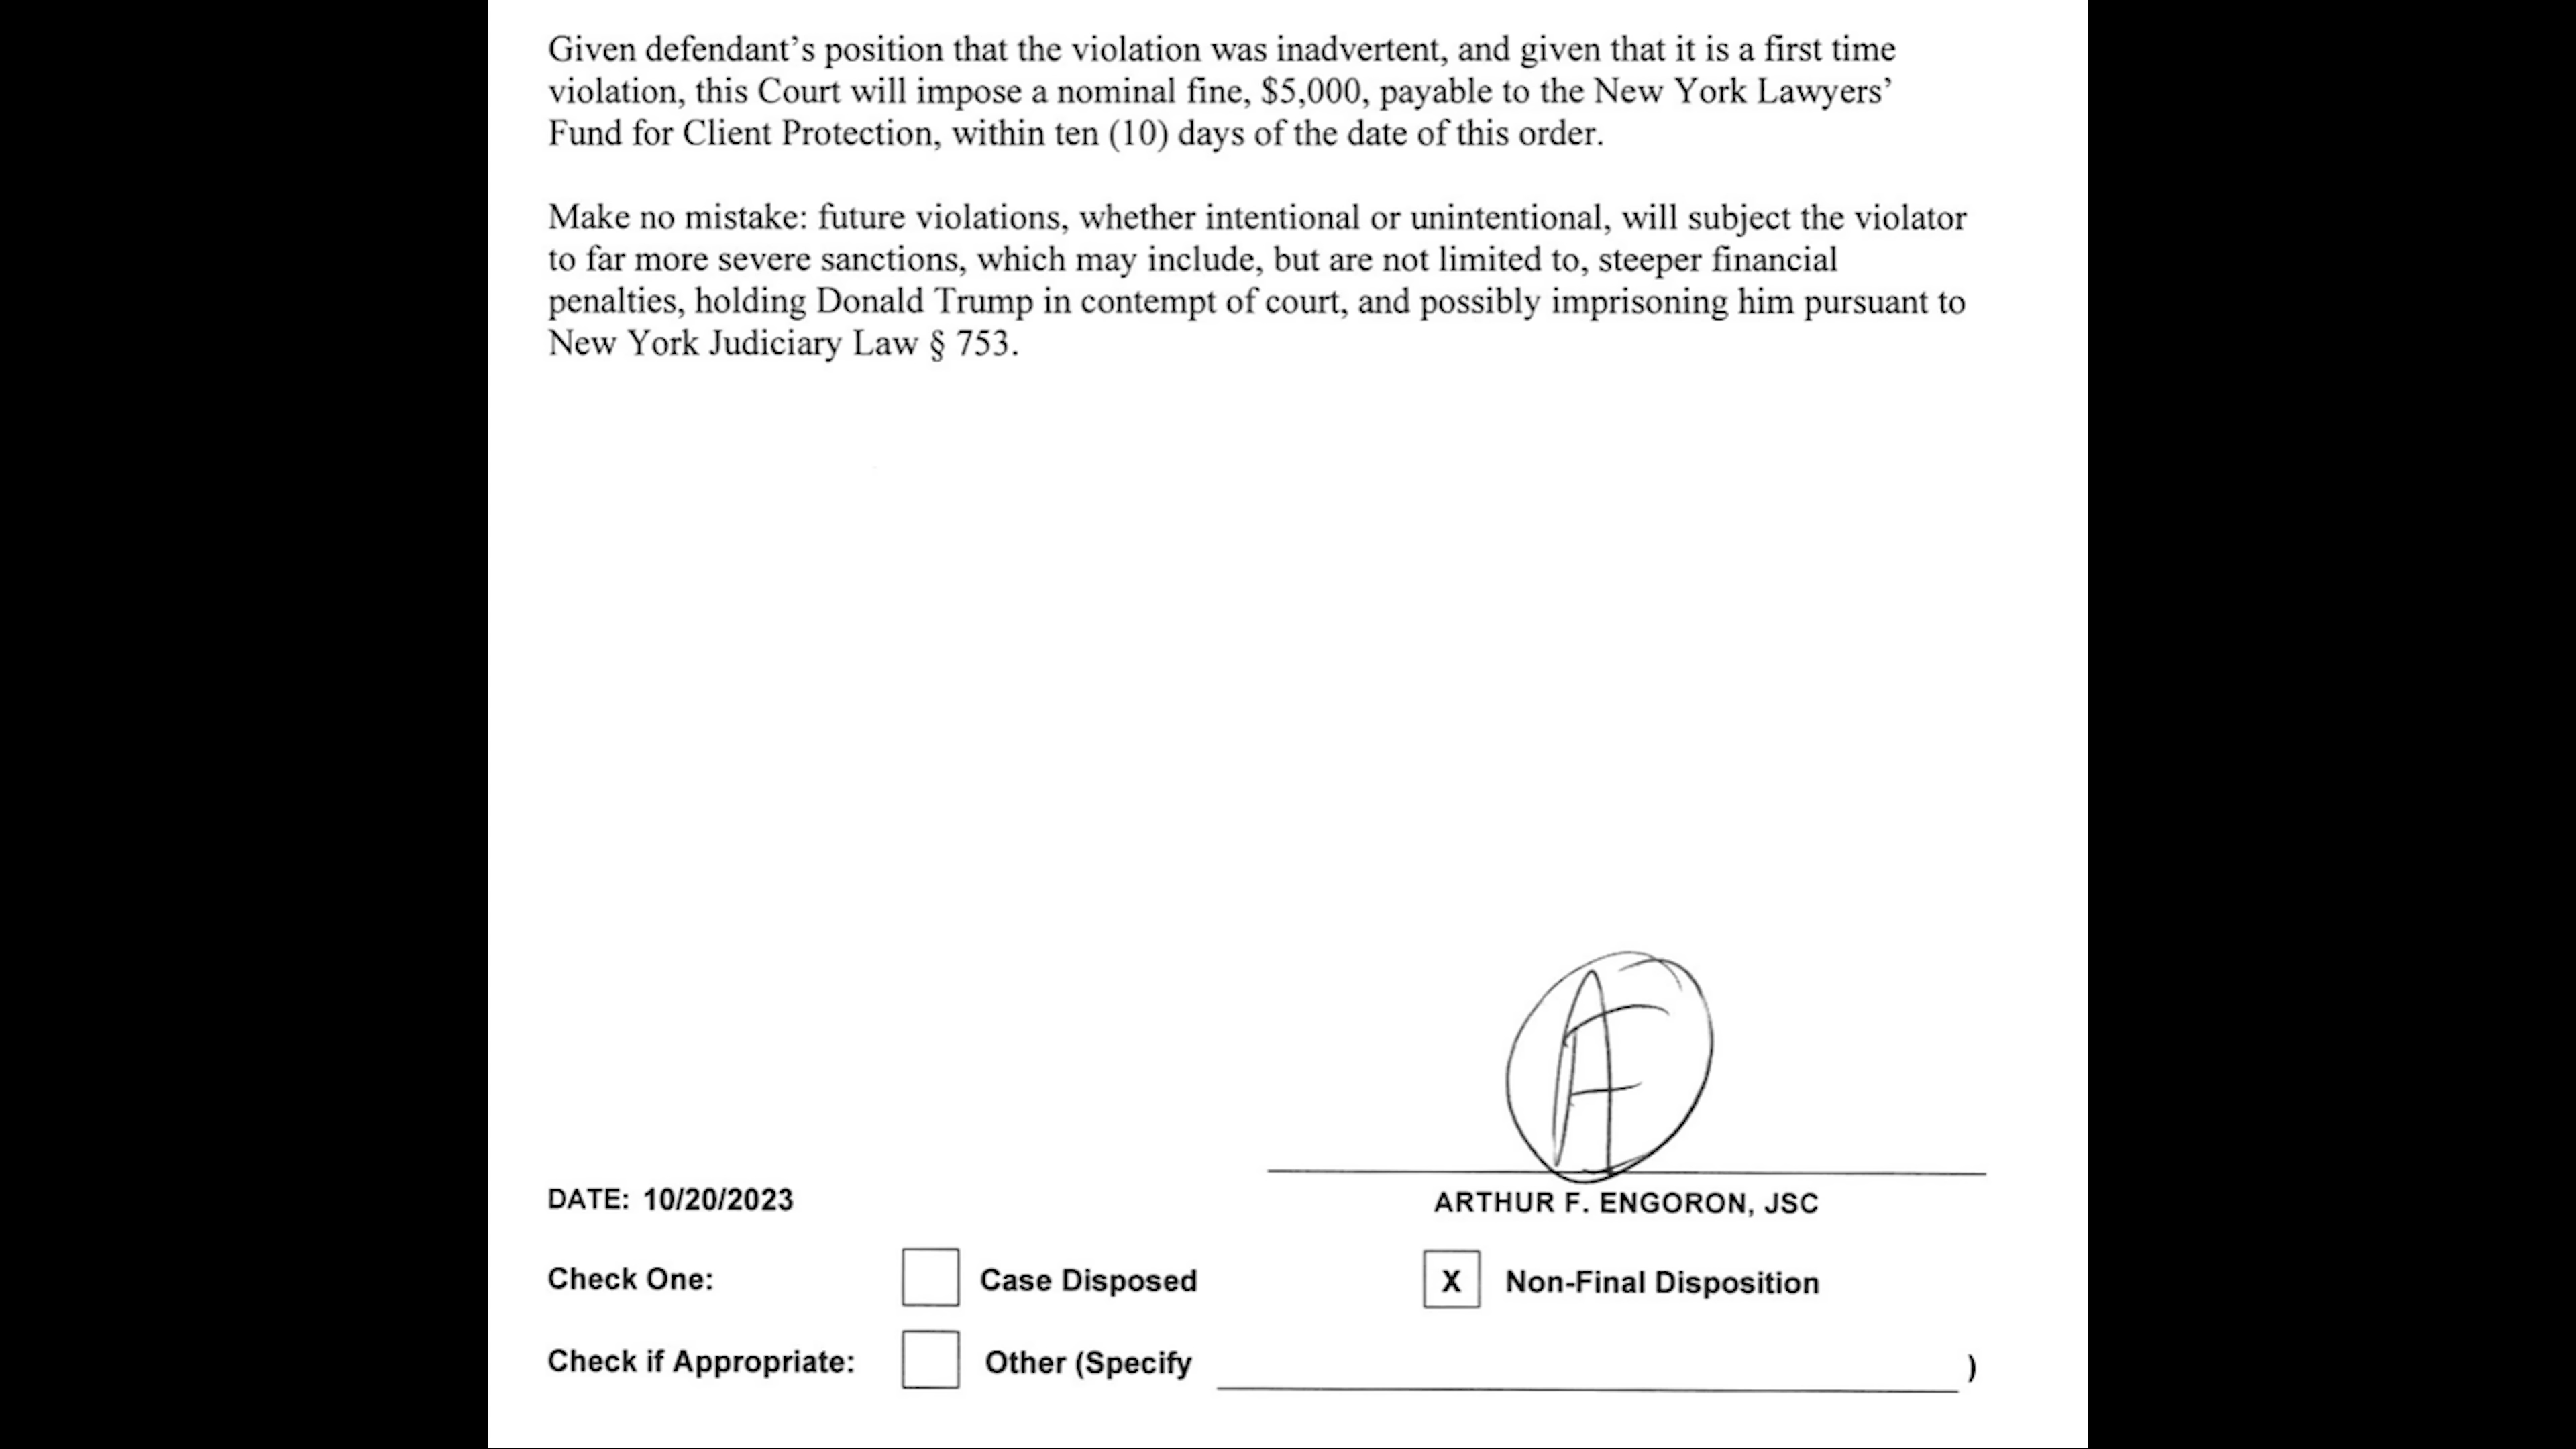 Given defendant’s position that the violation was inadvertent, and given that it is a first time
violation, this Court will impose a nominal fine, $5,000, payable to the New York Lawyers’
Fund for Client Protection, within ten (10) days of the date of this order.
Make no mistake: future violations, whether intentional or unintentional, will subject the violator
to far more severe sanctions, which may include, but are not limited to, steeper financial
penalties, holding Donald Trump in contempt of court, and possibly imprisoning him pursuant to
New York Judiciary Law § 753.
AF
DATE: 10/20/2023
ARTHUR F. ENGORON, JSC
Check One:
Case Disposed
X Non-Final Disposition
Check if Appropriate:
Other (Specify )